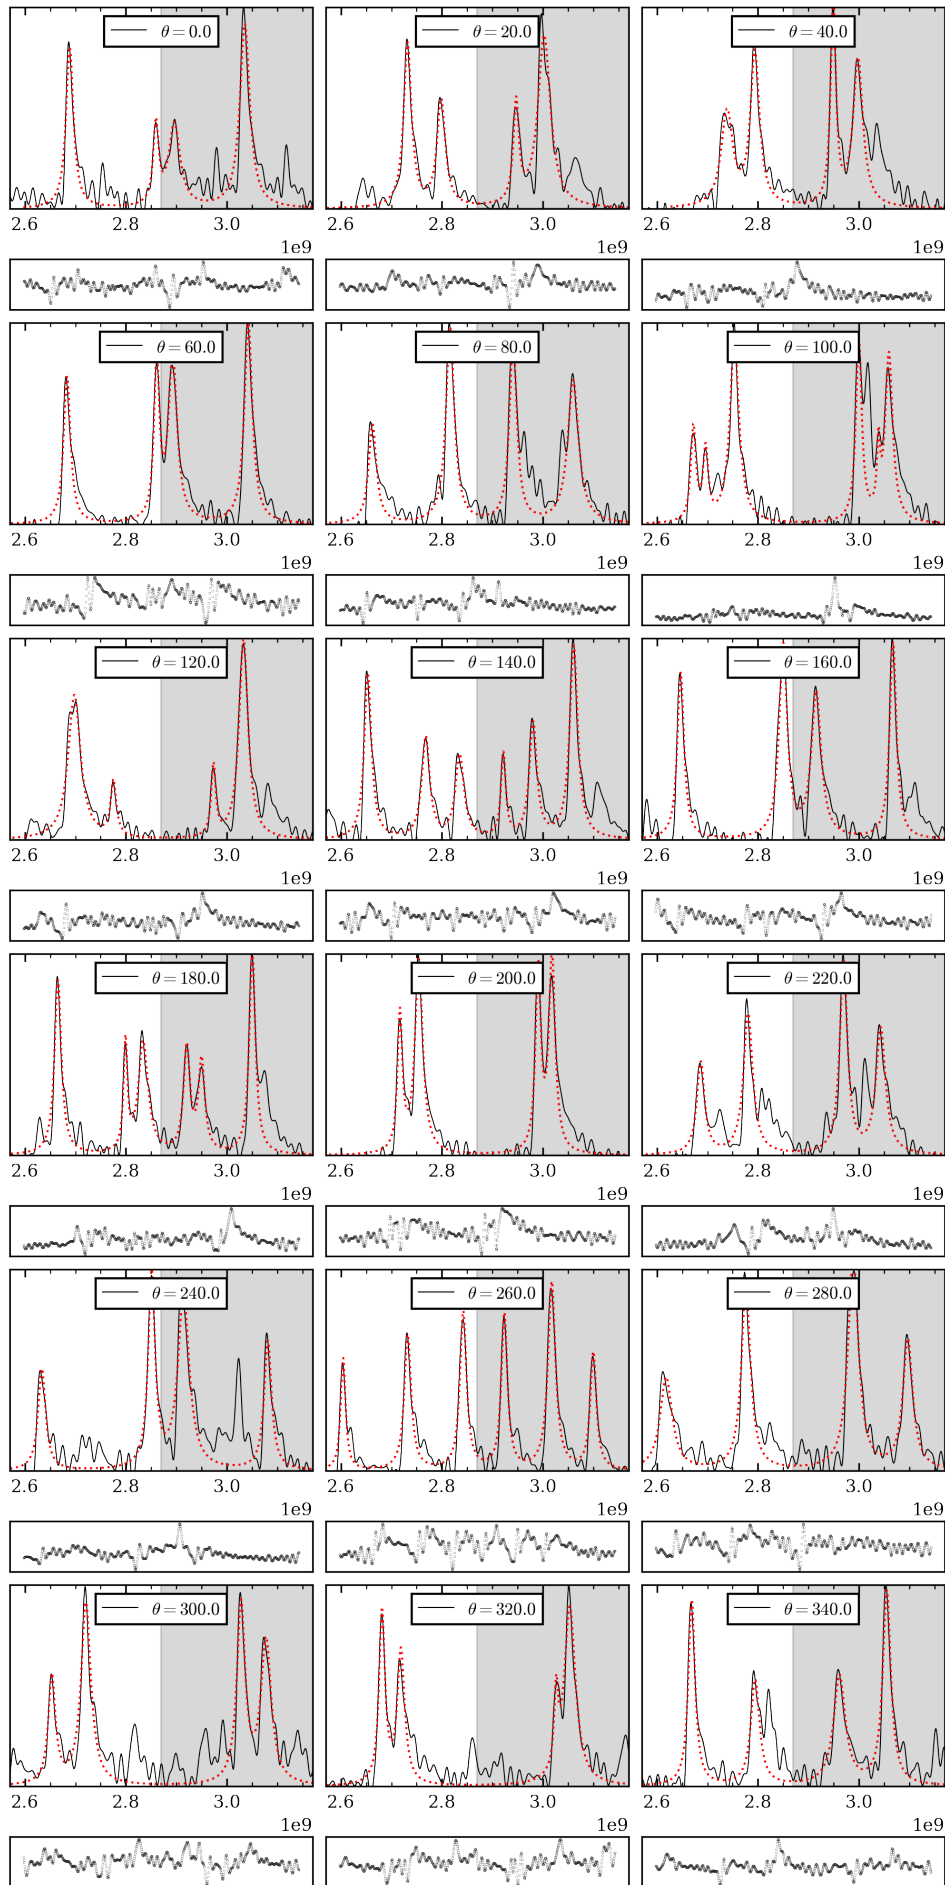 θ = 0.0 θ = 20.0 θ = 40.0
2.6 2.8 3.0 2.6 2.8 3.0 2.6 2.8 3.0
1e9 1e9 1e9
θ = 60.0 θ = 80.0 θ = 100.0
2.6 2.8 3.0 2.6 2.8 3.0 2.6 2.8 3.0
1e9 1e9 1e9
θ = 120.0 θ = 140.0 θ = 160.0
2.6 2.8 3.0 2.6 2.8 3.0 2.6 2.8 3.0
1e9 1e9 1e9
θ = 180.0 θ = 200.0 θ = 220.0
2.6 2.8 3.0 2.6 2.8 3.0 2.6 2.8 3.0
1e9 1e9 1e9
θ = 240.0 θ = 260.0 θ = 280.0
2.6 2.8 3.0 2.6 2.8 3.0 2.6 2.8 3.0
1e9 1e9 1e9
θ = 300.0 θ = 320.0 θ = 340.0
2.6 2.8 3.0 2.6 2.8 3.0 2.6 2.8 3.0
1e9 1e9 1e9